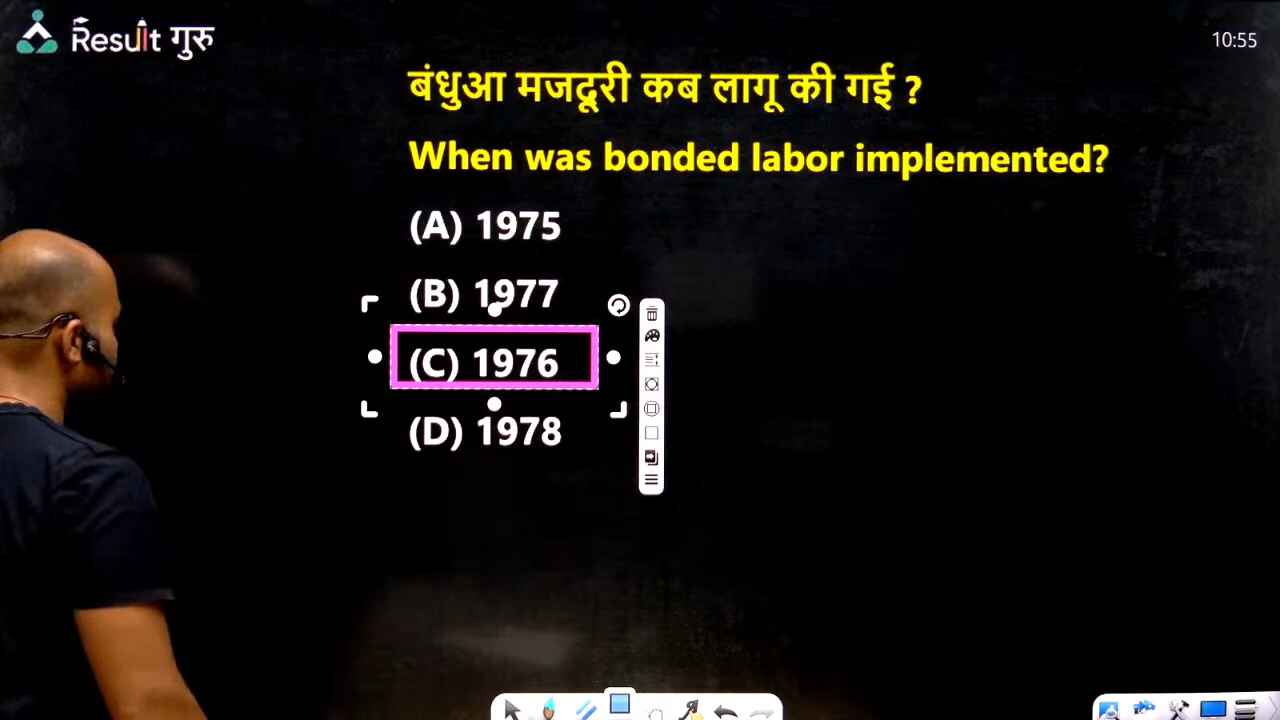 Result गुरु
10:55
बंधुआ मजदूरी कब लागू की गई ?
When was bonded labor implemented?
(A) 1975
(B) 1977
(C) 1976
(D) 1978